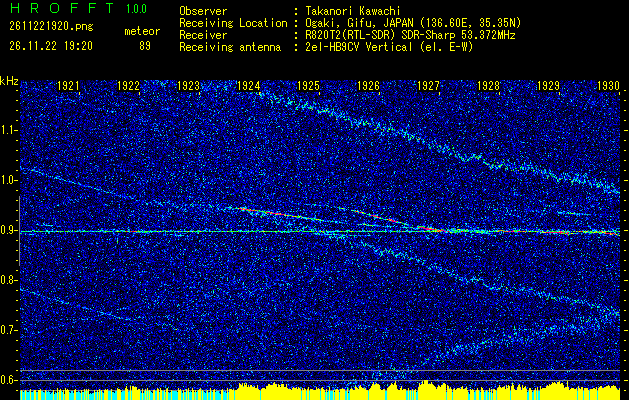 HROFFT 1.0.0
2611221920.png
meteor
26.11.22 19:20 89
Observer : Takanori Kawachi
Receiving Location : Ogaki, Gifu, JAPAN (136.60E, 35.35N)
Receiver : R820T2(RTL-SDR) SDR-Sharp 53.372MHz
Receiving antenna : 2el-HB9CV Vertical (el. E-W)
kHz 1921 1922 1923 1924 1925 1926 1927 1928 1929 1930
1.1
1.0
0.9
0.8
0.7
0.6